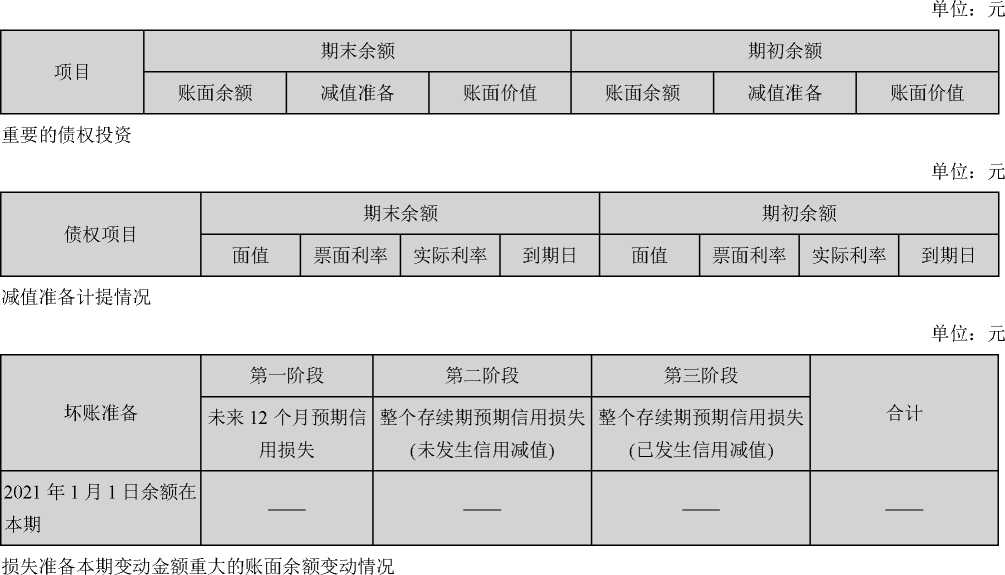 单位：元
项目 期末余额 期初余额
账面余额 减值准备 账面价值 账面余额 减值准备 账面价值
重要的债权投资
单位：元
债权项目 期末余额 期初余额
面值 票面利率 实际利率 到期日 面值 票面利率 实际利率 到期日
减值准备计提情况
单位：元
坏账准备 第一阶段 第二阶段 第三阶段 合计
未来12个月预期信用损失 整个存续期预期信用损失(未发生信用减值) 整个存续期预期信用损失(已发生信用减值)
2021年1月1日余额在本期 —— —— —— ——
损失准备本期变动金额重大的账面余额变动情况